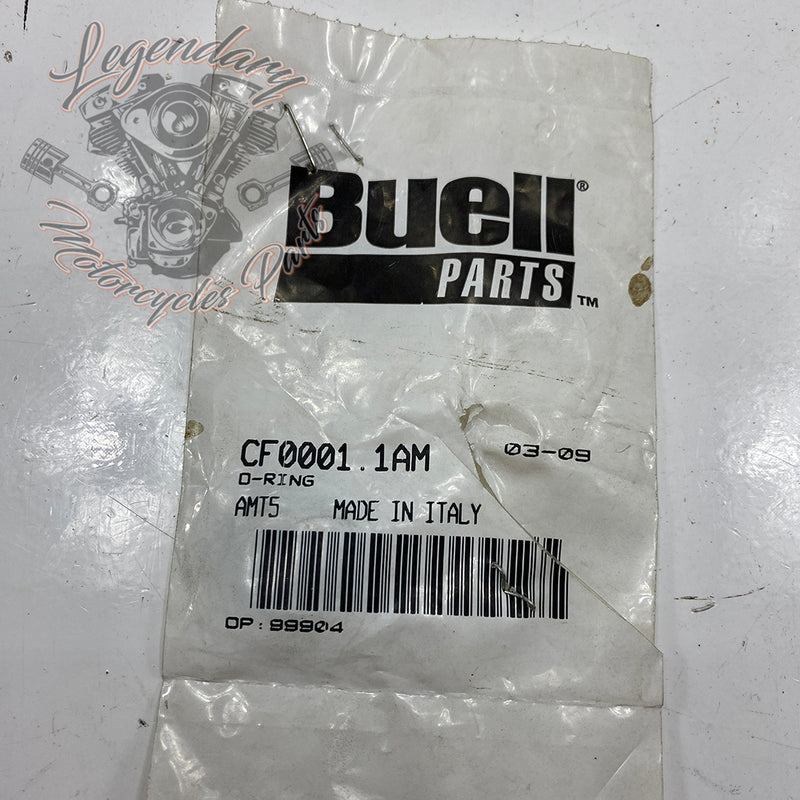 Legendary
Motorcycles Parts
Buell®
PARTS™
CF0001.1AM 03-09
O-RING
AMT5 MADE IN ITALY
OP:99904